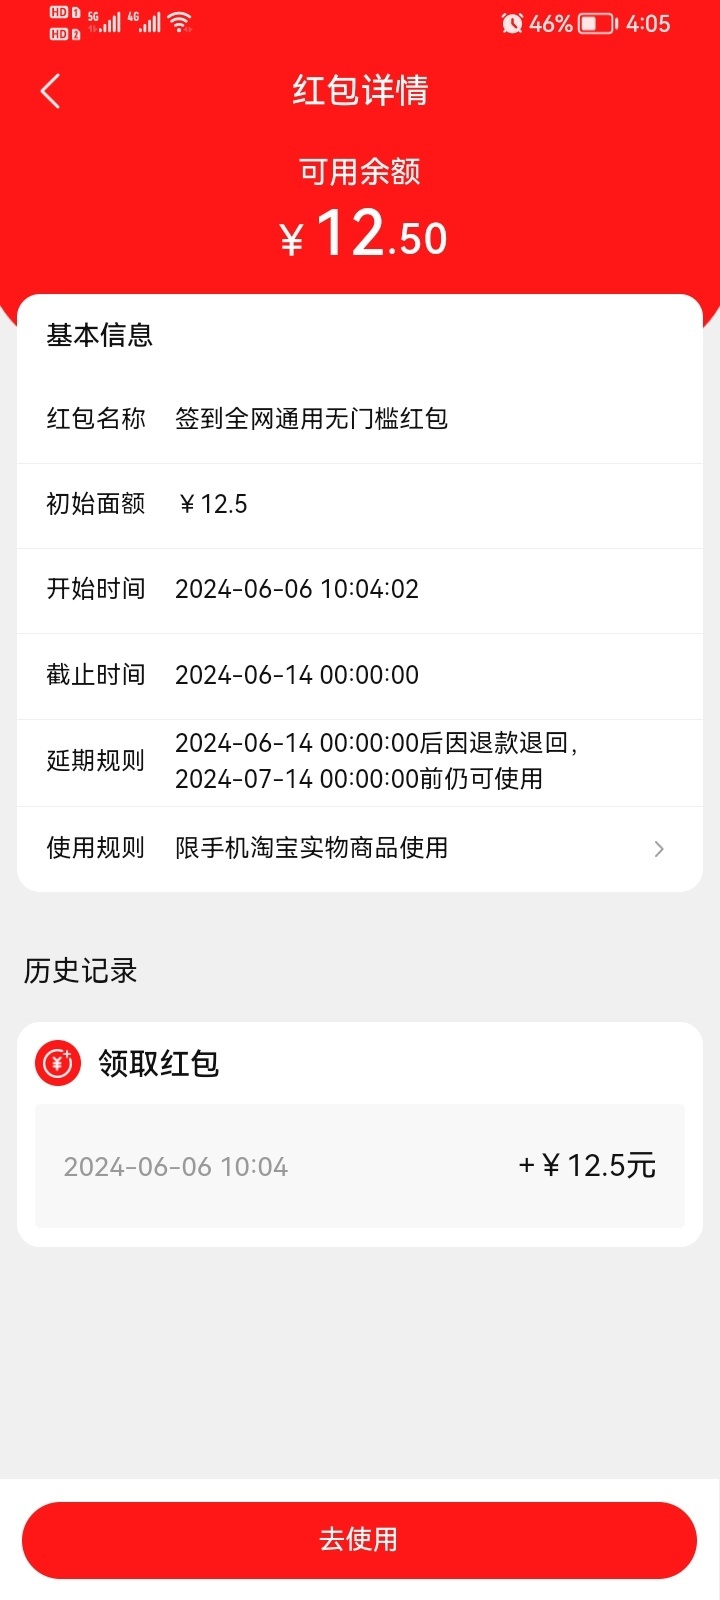 HD 1 5G 4G
HD 2
46% 4:05
红包详情
可用余额
¥12.50
基本信息
红包名称 签到全网通用无门槛红包
初始面额 ¥12.5
开始时间 2024-06-06 10:04:02
截止时间 2024-06-14 00:00:00
延期规则 2024-06-14 00:00:00后因退款退回，
2024-07-14 00:00:00前仍可使用
使用规则 限手机淘宝实物商品使用
历史记录
领取红包
2024-06-06 10:04 +¥12.5元
去使用